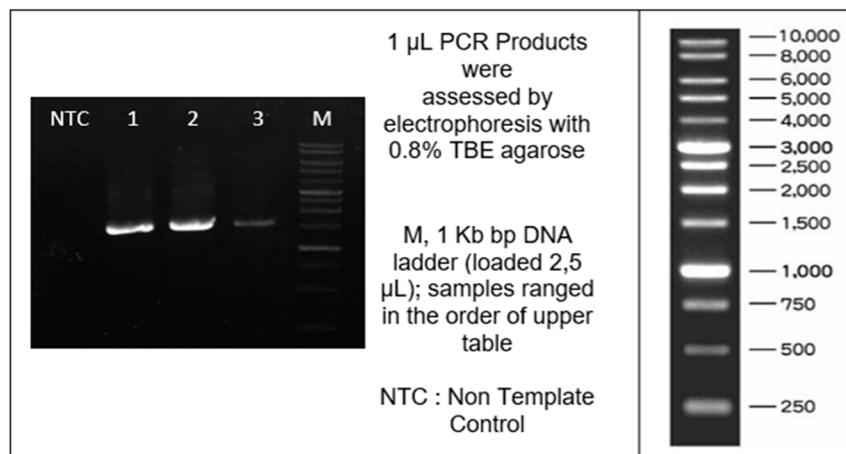 NTC 1 2 3 M
1 µL PCR Products
were
assessed by
electrophoresis with
0.8% TBE agarose
M, 1 Kb bp DNA
ladder (loaded 2,5
µL); samples ranged
in the order of upper
table
NTC : Non Template
Control
10,000
8,000
6,000
5,000
4,000
3,000
2,500
2,000
1,500
1,000
750
500
250